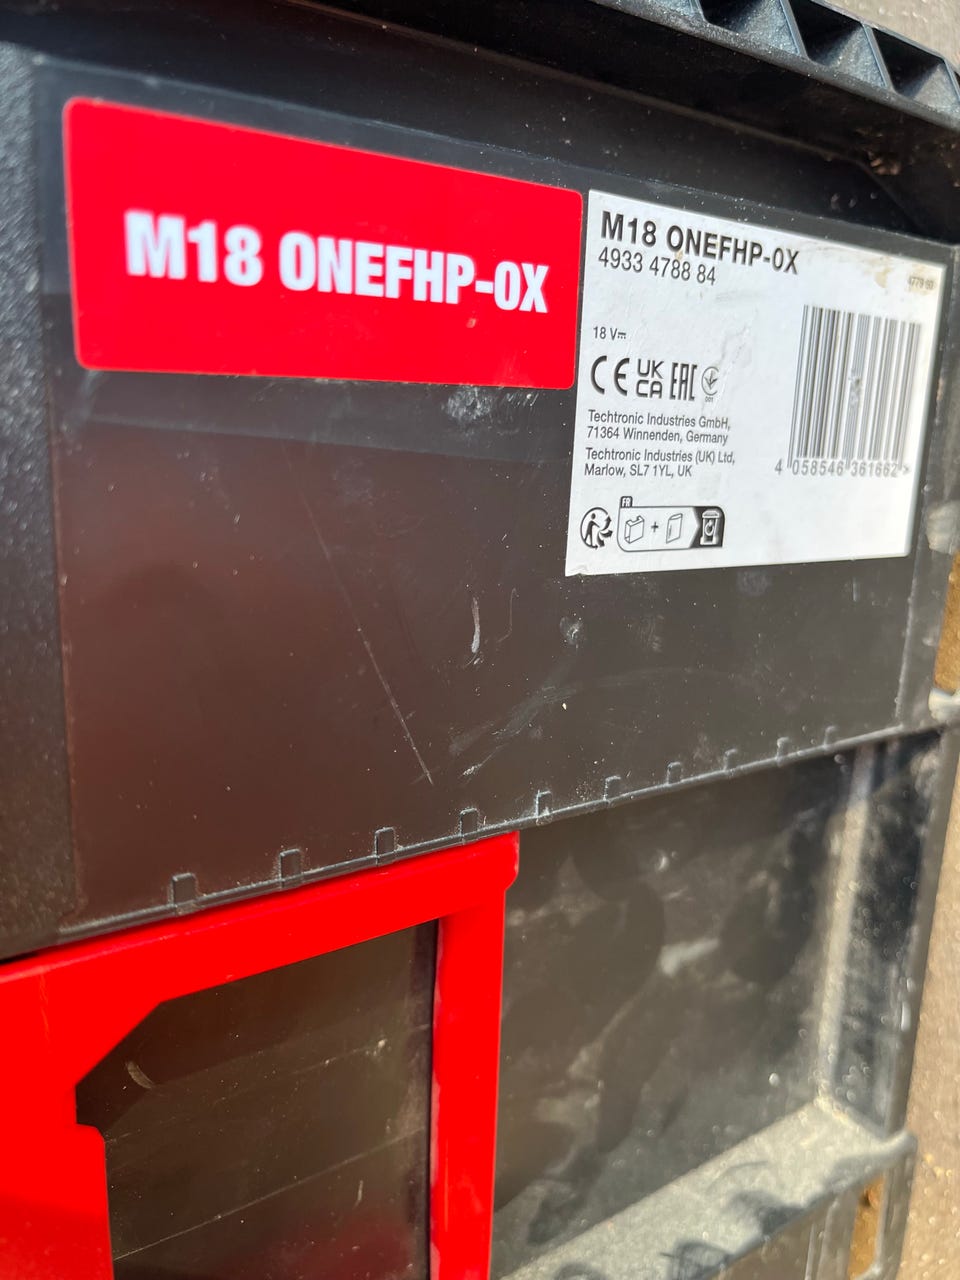 M18 ONEFHP-0X
M18 ONEFHP-0X
4933 4788 84
18 V
CE UK CA EAC
001
Techtronic Industries GmbH,
71364 Winnenden, Germany
Techtronic Industries (UK) Ltd,
Marlow, SL7 1YL, UK
4 058546 361662 >
FR
+